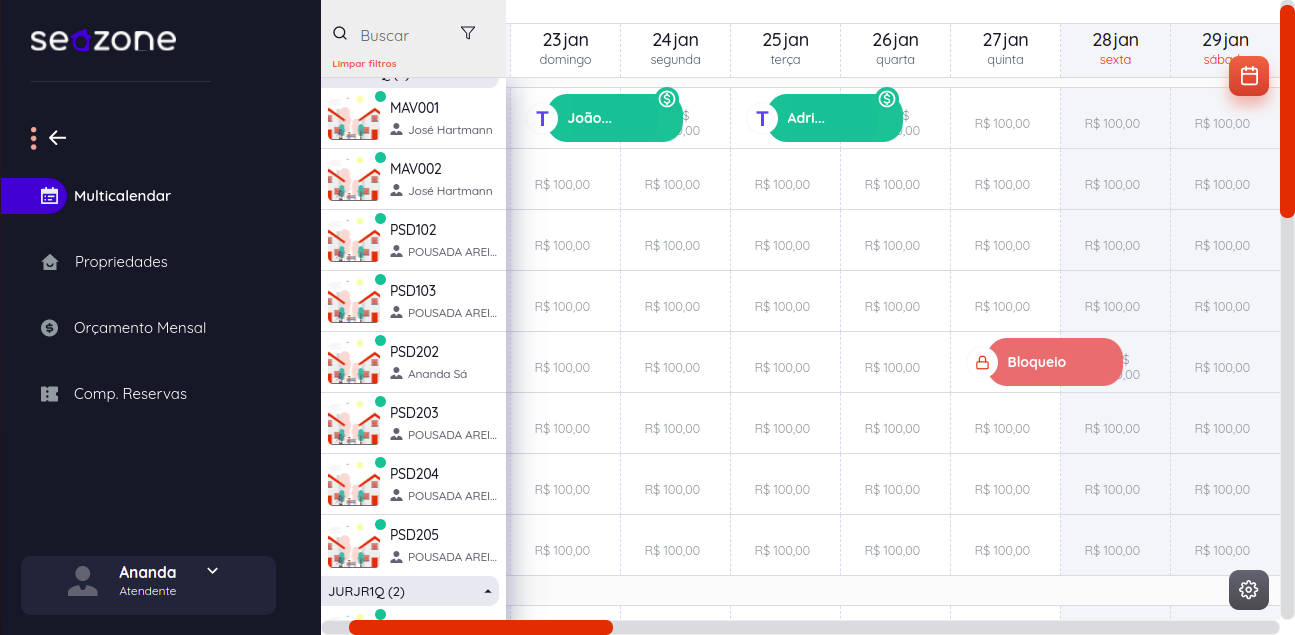 seazone
Multicalendar
Propriedades
Orçamento Mensal
Comp. Reservas
Ananda
Atendente
Buscar
Limpar filtros
23 jan 24 jan 25 jan 26 jan 27 jan 28 jan 29 jan
domingo segunda terça quarta quinta sexta
MAV001
José Hartmann
T João... $ T Adri... $ R$ 100,00 R$ 100,00 R$ 100,00
MAV002
José Hartmann
R$ 100,00 R$ 100,00 R$ 100,00 R$ 100,00 R$ 100,00 R$ 100,00 R$ 100,00
PSD102
POUSADA AREI...
R$ 100,00 R$ 100,00 R$ 100,00 R$ 100,00 R$ 100,00 R$ 100,00 R$ 100,00
PSD103
POUSADA AREI...
R$ 100,00 R$ 100,00 R$ 100,00 R$ 100,00 R$ 100,00 R$ 100,00 R$ 100,00
PSD202
Ananda Sá
R$ 100,00 R$ 100,00 R$ 100,00 R$ 100,00 Bloqueio R$ 100,00
PSD203
POUSADA AREI...
R$ 100,00 R$ 100,00 R$ 100,00 R$ 100,00 R$ 100,00 R$ 100,00 R$ 100,00
PSD204
POUSADA AREI...
R$ 100,00 R$ 100,00 R$ 100,00 R$ 100,00 R$ 100,00 R$ 100,00 R$ 100,00
PSD205
POUSADA AREI...
R$ 100,00 R$ 100,00 R$ 100,00 R$ 100,00 R$ 100,00 R$ 100,00 R$ 100,00
JURJR1Q (2)